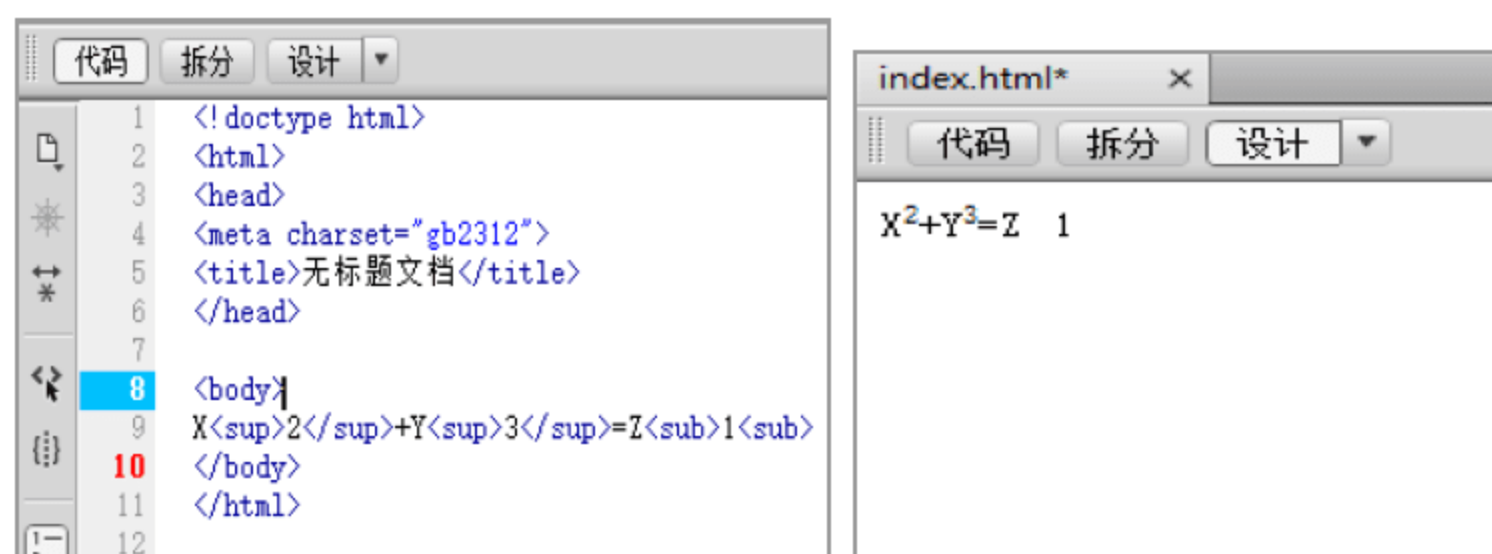 代码 拆分 设计
1 <!doctype html>
2 <html>
3 <head>
4 <meta charset="gb2312">
5 <title>无标题文档</title>
6 </head>
7
8 <body>
9 X<sup>2</sup>+Y<sup>3</sup>=Z<sub>1<sub>
10 </body>
11 </html>
12
index.html*
代码 拆分 设计
X²+Y³=Z 1